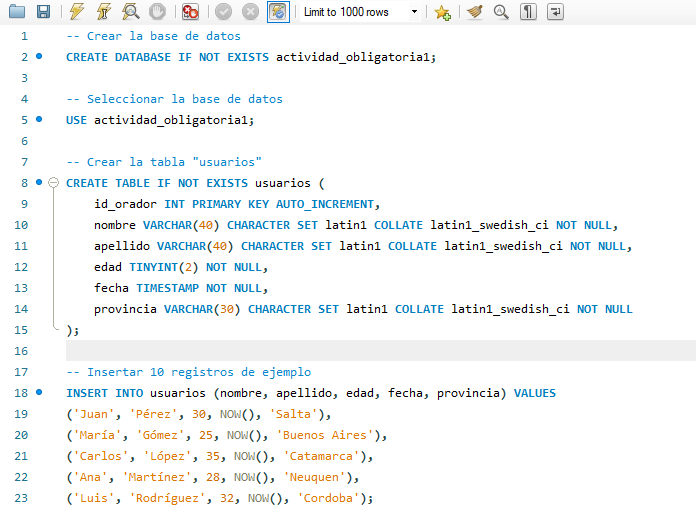 Limit to 1000 rows
1 -- Crear la base de datos
2 CREATE DATABASE IF NOT EXISTS actividad_obligatoria1;
3
4 -- Seleccionar la base de datos
5 USE actividad_obligatoria1;
6
7 -- Crear la tabla "usuarios"
8 CREATE TABLE IF NOT EXISTS usuarios (
9 id_orador INT PRIMARY KEY AUTO_INCREMENT,
10 nombre VARCHAR(40) CHARACTER SET latin1 COLLATE latin1_swedish_ci NOT NULL,
11 apellido VARCHAR(40) CHARACTER SET latin1 COLLATE latin1_swedish_ci NOT NULL,
12 edad TINYINT(2) NOT NULL,
13 fecha TIMESTAMP NOT NULL,
14 provincia VARCHAR(30) CHARACTER SET latin1 COLLATE latin1_swedish_ci NOT NULL
15 );
16
17 -- Insertar 10 registros de ejemplo
18 INSERT INTO usuarios (nombre, apellido, edad, fecha, provincia) VALUES
19 ('Juan', 'Pérez', 30, NOW(), 'Salta'),
20 ('María', 'Gómez', 25, NOW(), 'Buenos Aires'),
21 ('Carlos', 'López', 35, NOW(), 'Catamarca'),
22 ('Ana', 'Martínez', 28, NOW(), 'Neuquen'),
23 ('Luis', 'Rodríguez', 32, NOW(), 'Cordoba');